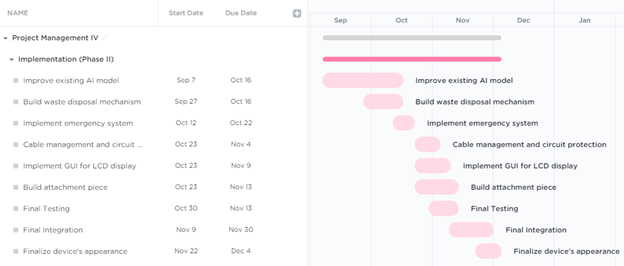 NAME Start Date Due Date Sep Oct Nov Dec Jan
Project Management IV
Implementation (Phase II)
Improve existing AI model Sep 7 Oct 16 Improve existing AI model
Build waste disposal mechanism Sep 27 Oct 16 Build waste disposal mechanism
Implement emergency system Oct 12 Oct 22 Implement emergency system
Cable management and circuit ... Oct 23 Nov 4 Cable management and circuit protection
Implement GUI for LCD display Oct 23 Nov 9 Implement GUI for LCD display
Build attachment piece Oct 23 Nov 13 Build attachment piece
Final Testing Oct 30 Nov 13 Final Testing
Final Integration Nov 9 Nov 30 Final Integration
Finalize device's appearance Nov 22 Dec 4 Finalize device's appearance